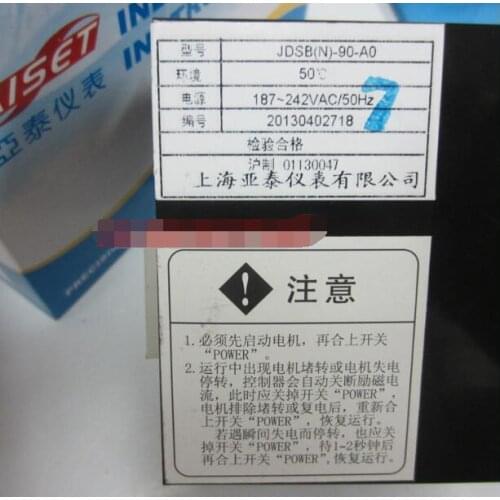 AISET
INS
INSTA
亚泰仪表
PRECISIO
型号 JDSB(N)-90-A0
环境 50℃
电源 187~242VAC/50Hz
编号 20130402718
7
检验合格
沪制 01130047
上海亚泰仪表有限公司
注意
1. 必须先启动电机，再合上开关
“POWER”。
2. 运行中出现电机堵转或电机失电
停转，控制器会自动关断励磁电
流，此时应关掉开关“POWER”，
电机排除堵转或复电后，重新合
上开关“POWER”，恢复运行。
若遇瞬间失电而停转，也应关
掉开关“POWER”，待1-2秒钟后
再合上开关“POWER”,恢复运行。